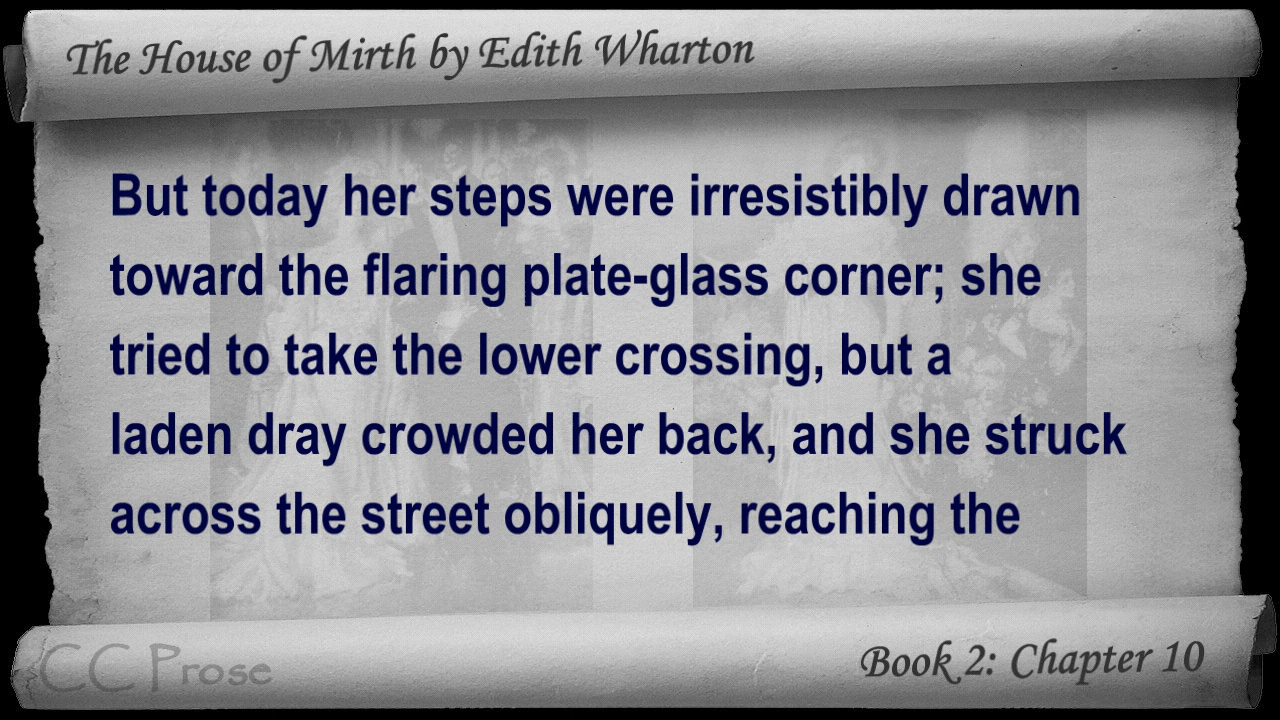 The House of Mirth by Edith Wharton
But today her steps were irresistibly drawn
toward the flaring plate-glass corner; she
tried to take the lower crossing, but a
laden dray crowded her back, and she struck
across the street obliquely, reaching the
CC Prose
Book 2: Chapter 10